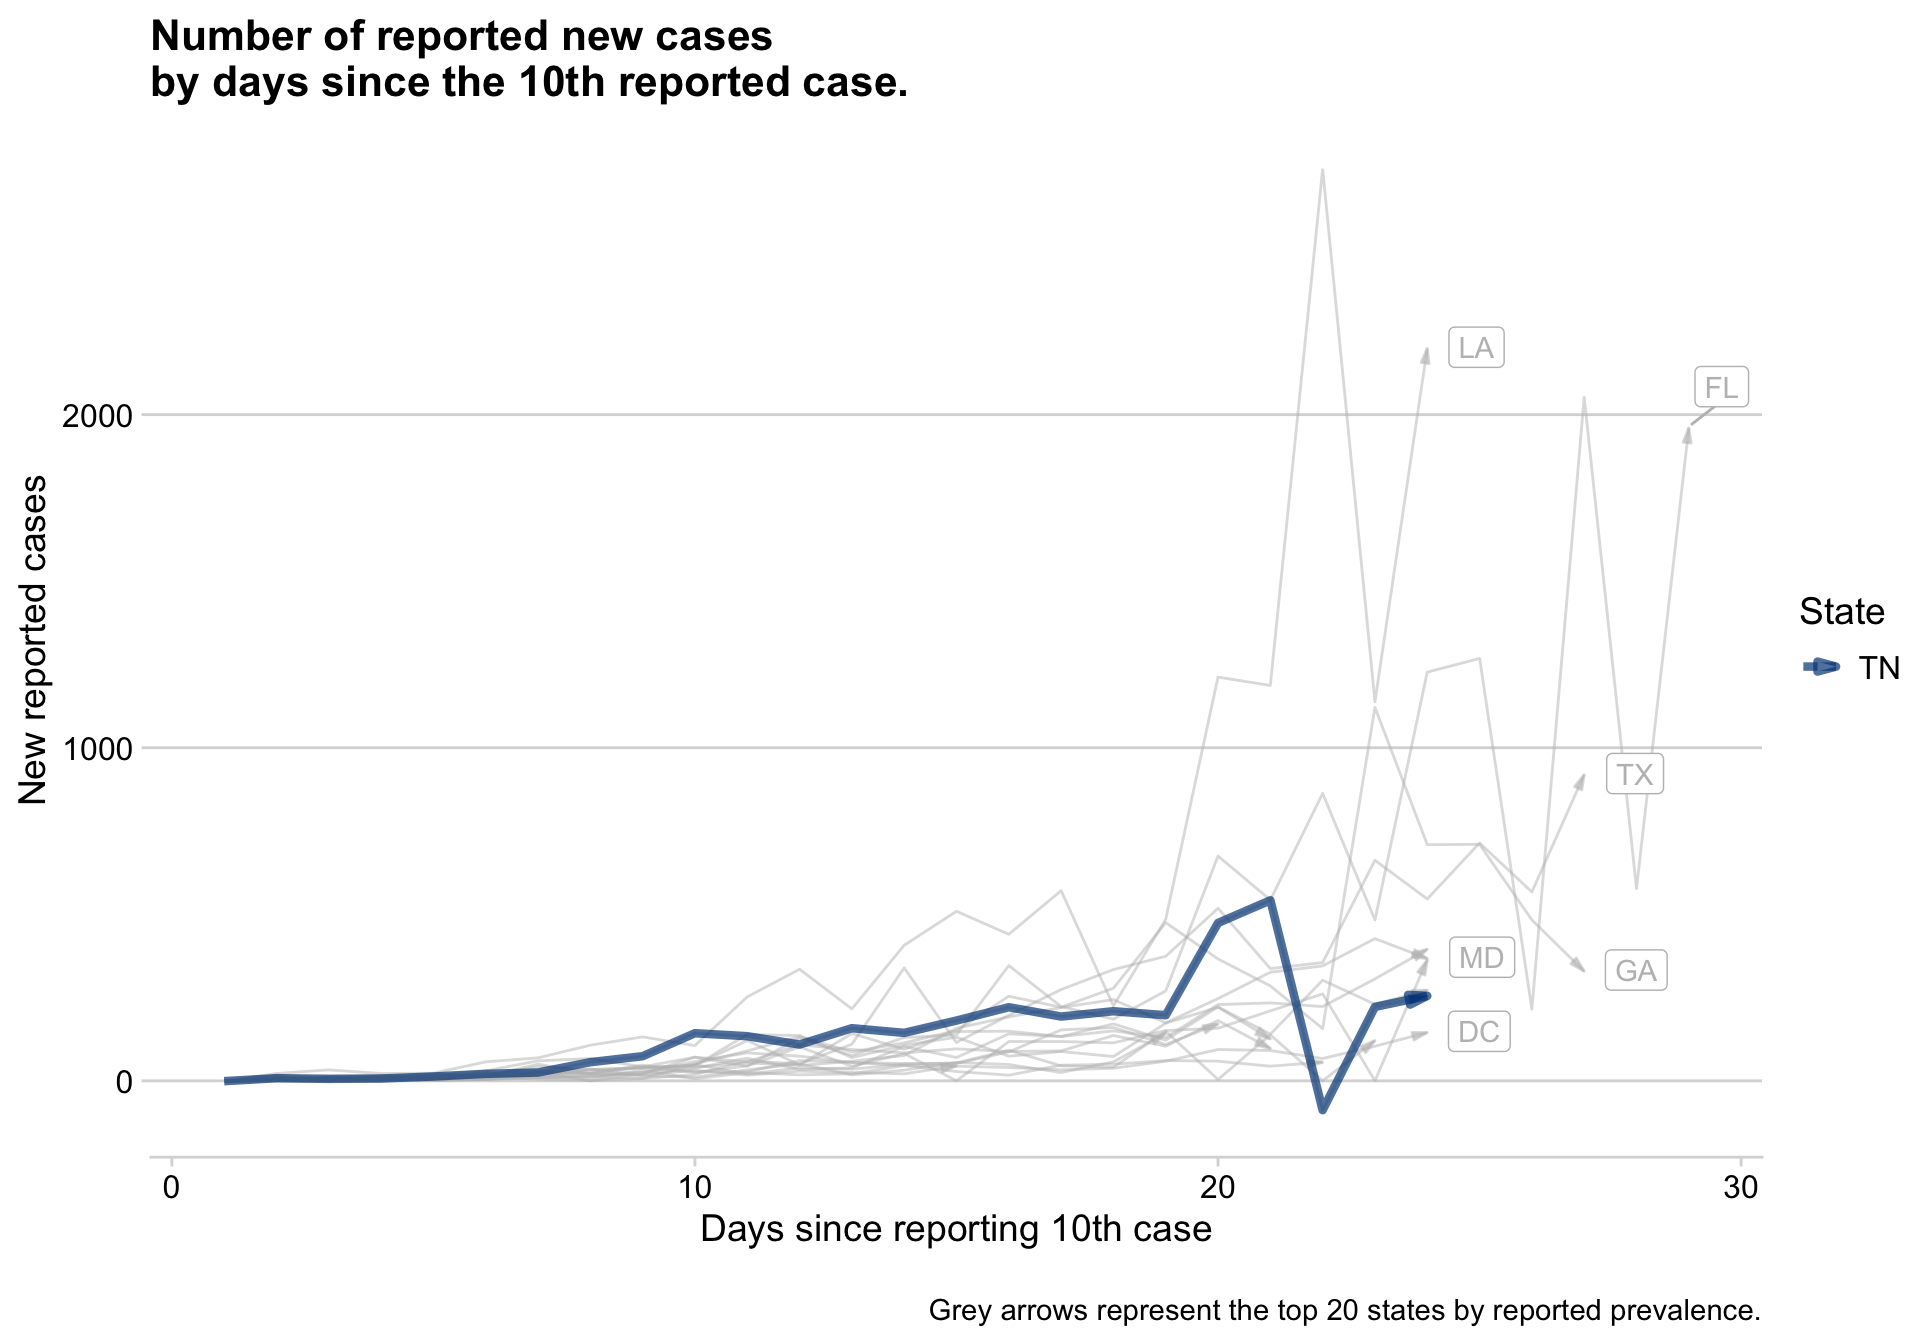 Number of reported new cases
by days since the 10th reported case.
LA
FL
2000
New reported cases
State
TN
1000
TX
MD
GA
DC
0
0
10
20
30
Days since reporting 10th case
Grey arrows represent the top 20 states by reported prevalence.